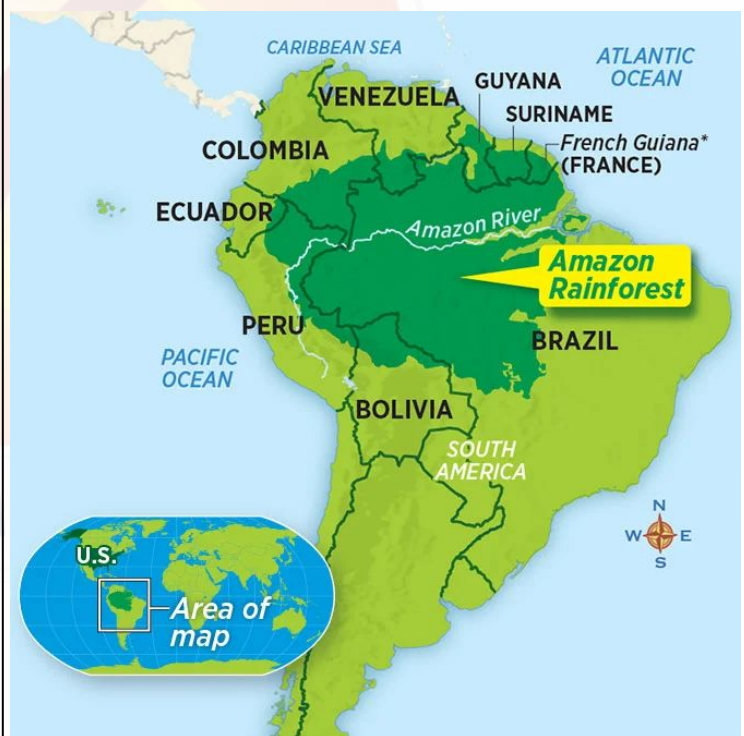 CARIBBEAN SEA
ATLANTIC
OCEAN
VENEZUELA
GUYANA
SURINAME
French Guiana*
(FRANCE)
COLOMBIA
ECUADOR
Amazon River
Amazon
Rainforest
PERU
BRAZIL
PACIFIC
OCEAN
BOLIVIA
SOUTH
AMERICA
N
W E
S
U.S.
Area of
map